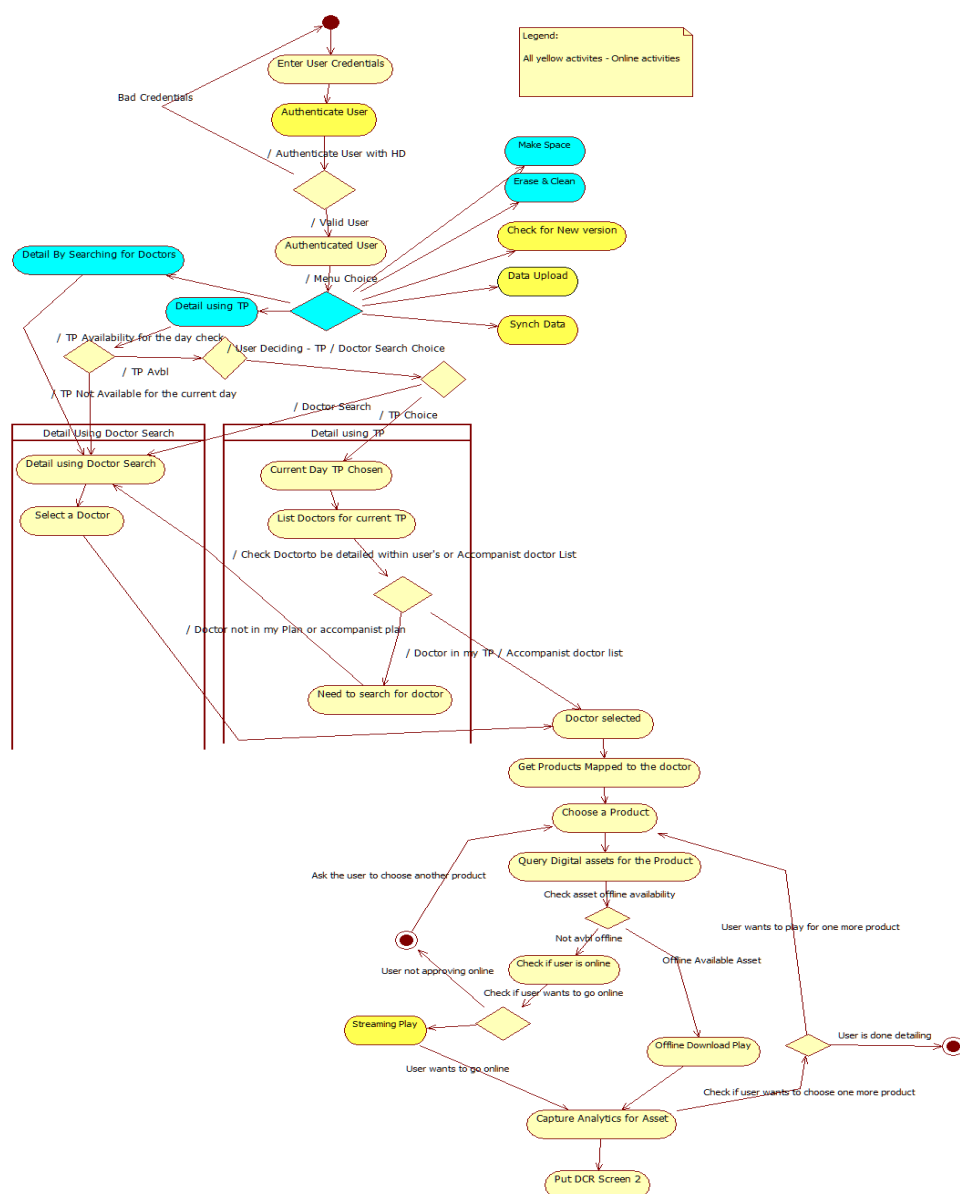 Legend:
All yellow activites - Online activities
Enter User Credentials
Bad Credentials
Authenticate User
/ Authenticate User with HD
Make Space
Erase & Clean
/ Valid User
Check for New version
Authenticated User
Detail By Searching for Doctors
/ Menu Choice
Data Upload
Detail using TP
Synch Data
/ TP Availability for the day check
/ User Deciding - TP / Doctor Search Choice
/ TP Avbl
/ TP Not Available for the current day
/ Doctor Search
/ TP Choice
Detail Using Doctor Search
Detail using TP
Detail using Doctor Search
Current Day TP Chosen
Select a Doctor
List Doctors for current TP
/ Check Doctorto be detailed within user's or Accompanist doctor List
/ Doctor not in my Plan or accompanist plan
/ Doctor in my TP / Accompanist doctor list
Need to search for doctor
Doctor selected
Get Products Mapped to the doctor
Choose a Product
Query Digital assets for the Product
Ask the user to choose another product
Check asset offline availability
User wants to play for one more product
Not avbl offline
Check if user is online
Offline Available Asset
User not approving online
Check if user wants to go online
Streaming Play
User is done detailing
Offline Download Play
User wants to go online
Check if user wants to choose one more product
Capture Analytics for Asset
Put DCR Screen 2